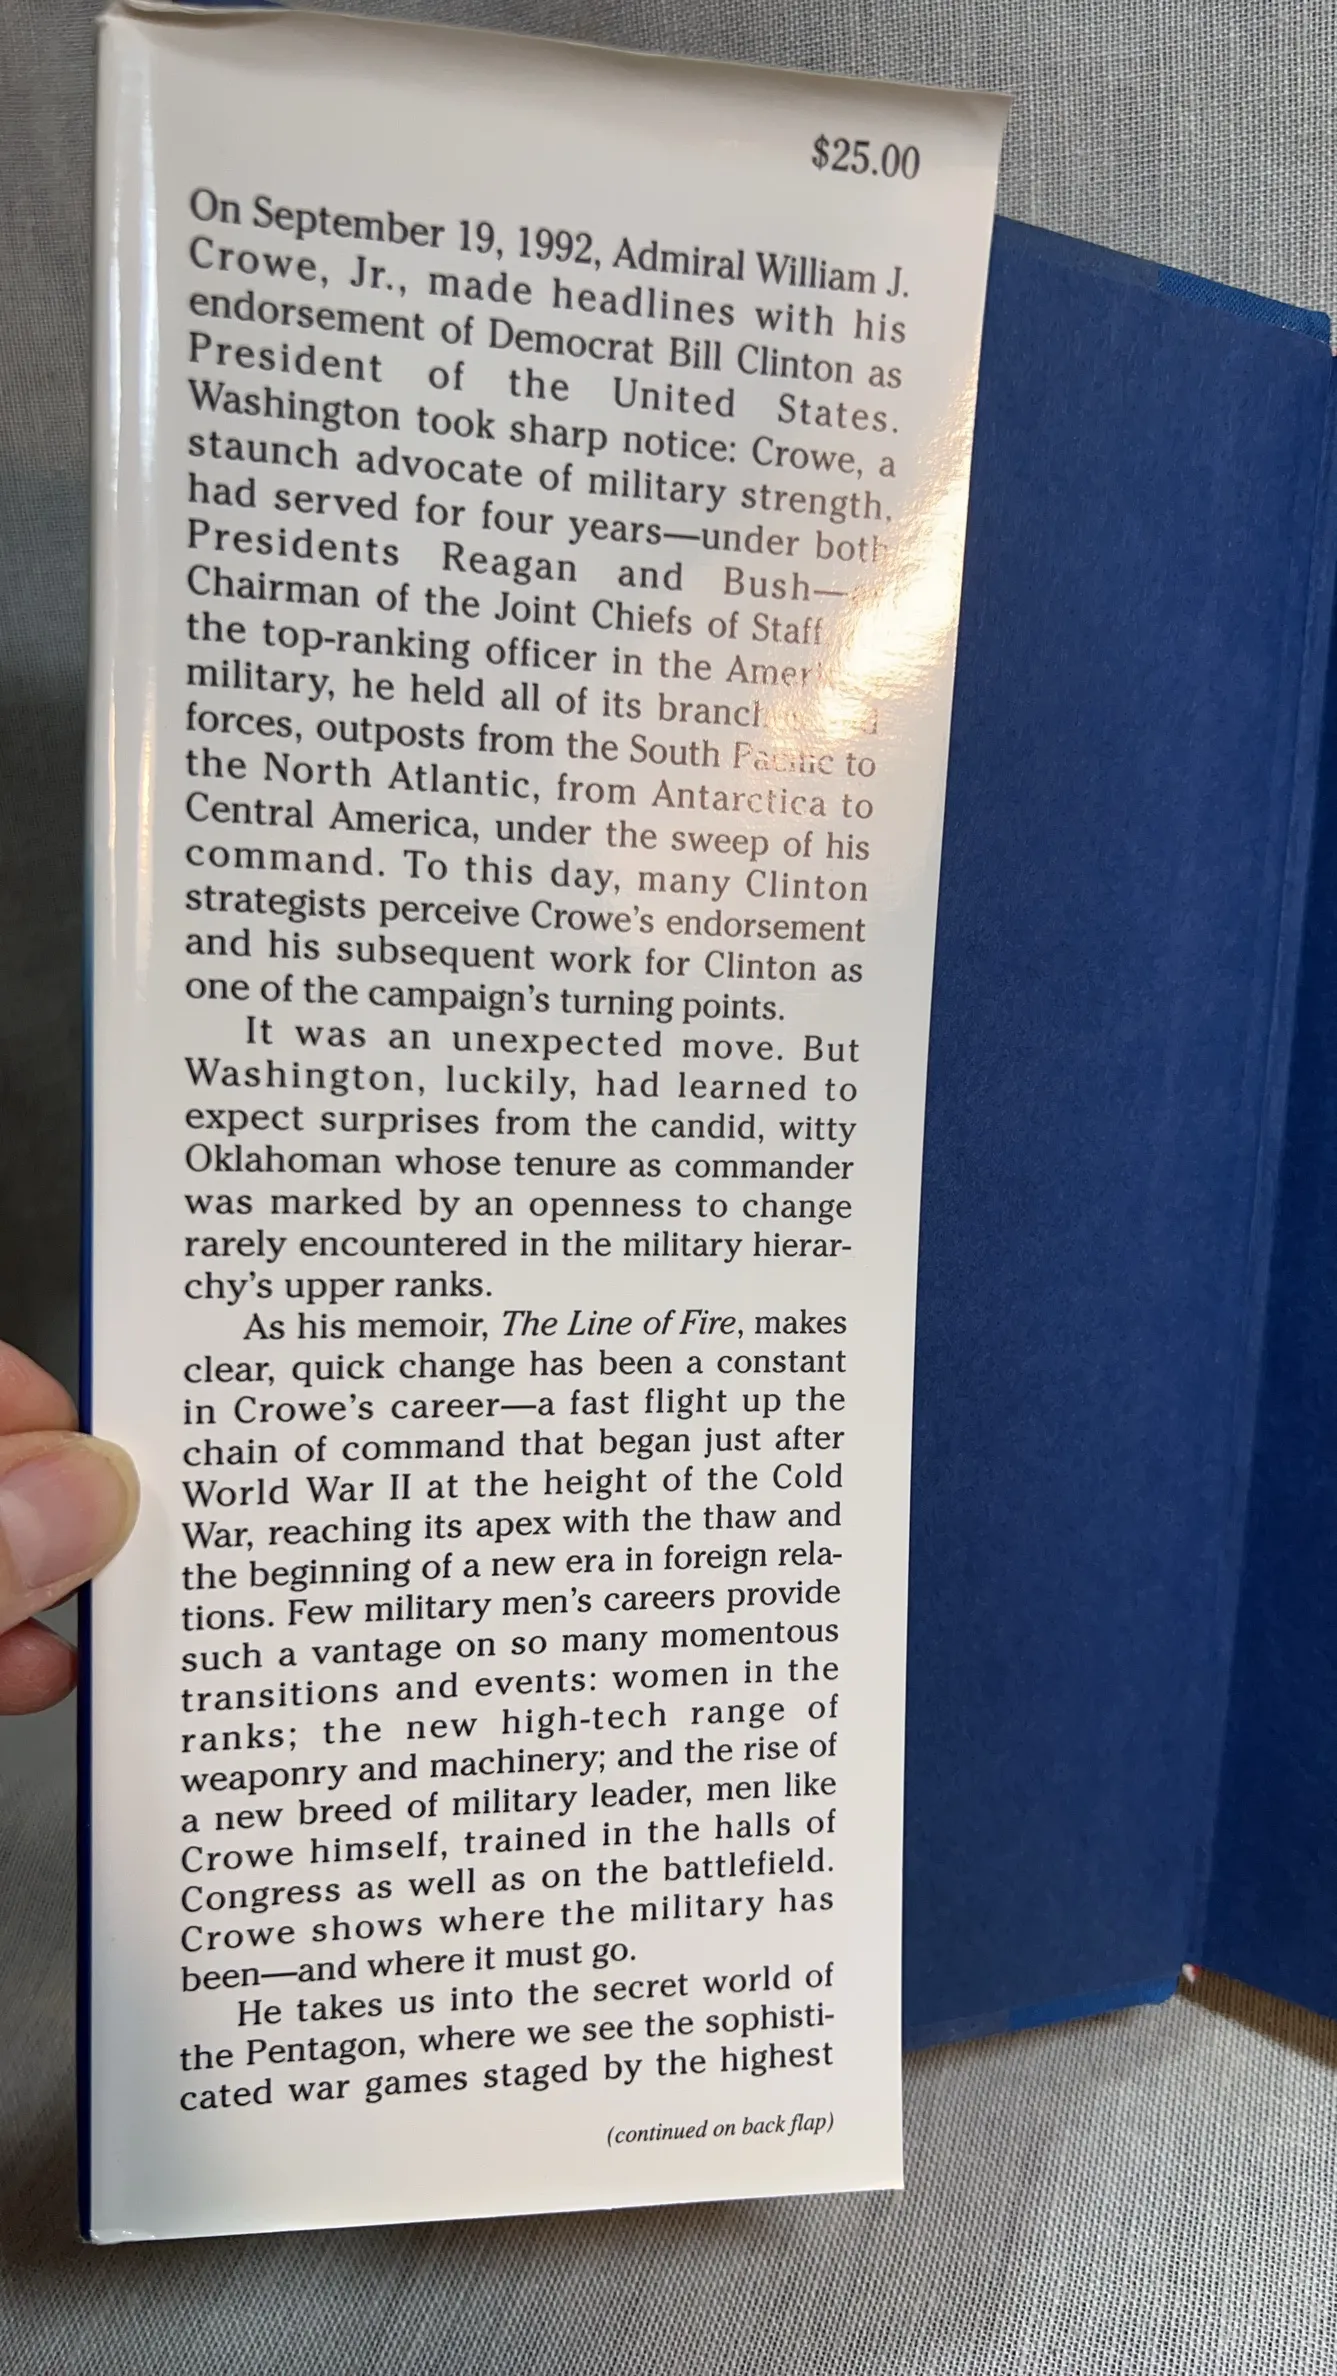 $25.00
On September 19, 1992, Admiral William J.
Crowe, Jr., made headlines with his
endorsement of Democrat Bill Clinton as
President of the United States.
Washington took sharp notice: Crowe, a
staunch advocate of military strength,
had served for four years—under both
Presidents Reagan and Bush—
Chairman of the Joint Chiefs of Staff
the top-ranking officer in the
military, he held all of its
forces, outposts from the South Pacific to
the North Atlantic, from Antarctica to
Central America, under the sweep of his
command. To this day, many Clinton
strategists perceive Crowe's endorsement
and his subsequent work for Clinton as
one of the campaign's turning points.
It was an unexpected move. But
Washington, luckily, had learned to
expect surprises from the candid, witty
Oklahoman whose tenure as commander
was marked by an openness to change
rarely encountered in the military hierar-
chy's upper ranks.
As his memoir, The Line of Fire, makes
clear, quick change has been a constant
in Crowe's career—a fast flight up the
chain of command that began just after
World War II at the height of the Cold
War, reaching its apex with the thaw and
the beginning of a new era in foreign rela-
tions. Few military men's careers provide
such a vantage on so many momentous
transitions and events: women in the
ranks; the new high-tech range of
weaponry and machinery; and the rise of
a new breed of military leader, men like
Crowe himself, trained in the halls of
Congress as well as on the battlefield.
Crowe shows where the military has
been—and where it must go.
He takes us into the secret world of
the Pentagon, where we see the sophisti-
cated war games staged by the highest
(continued on back flap)